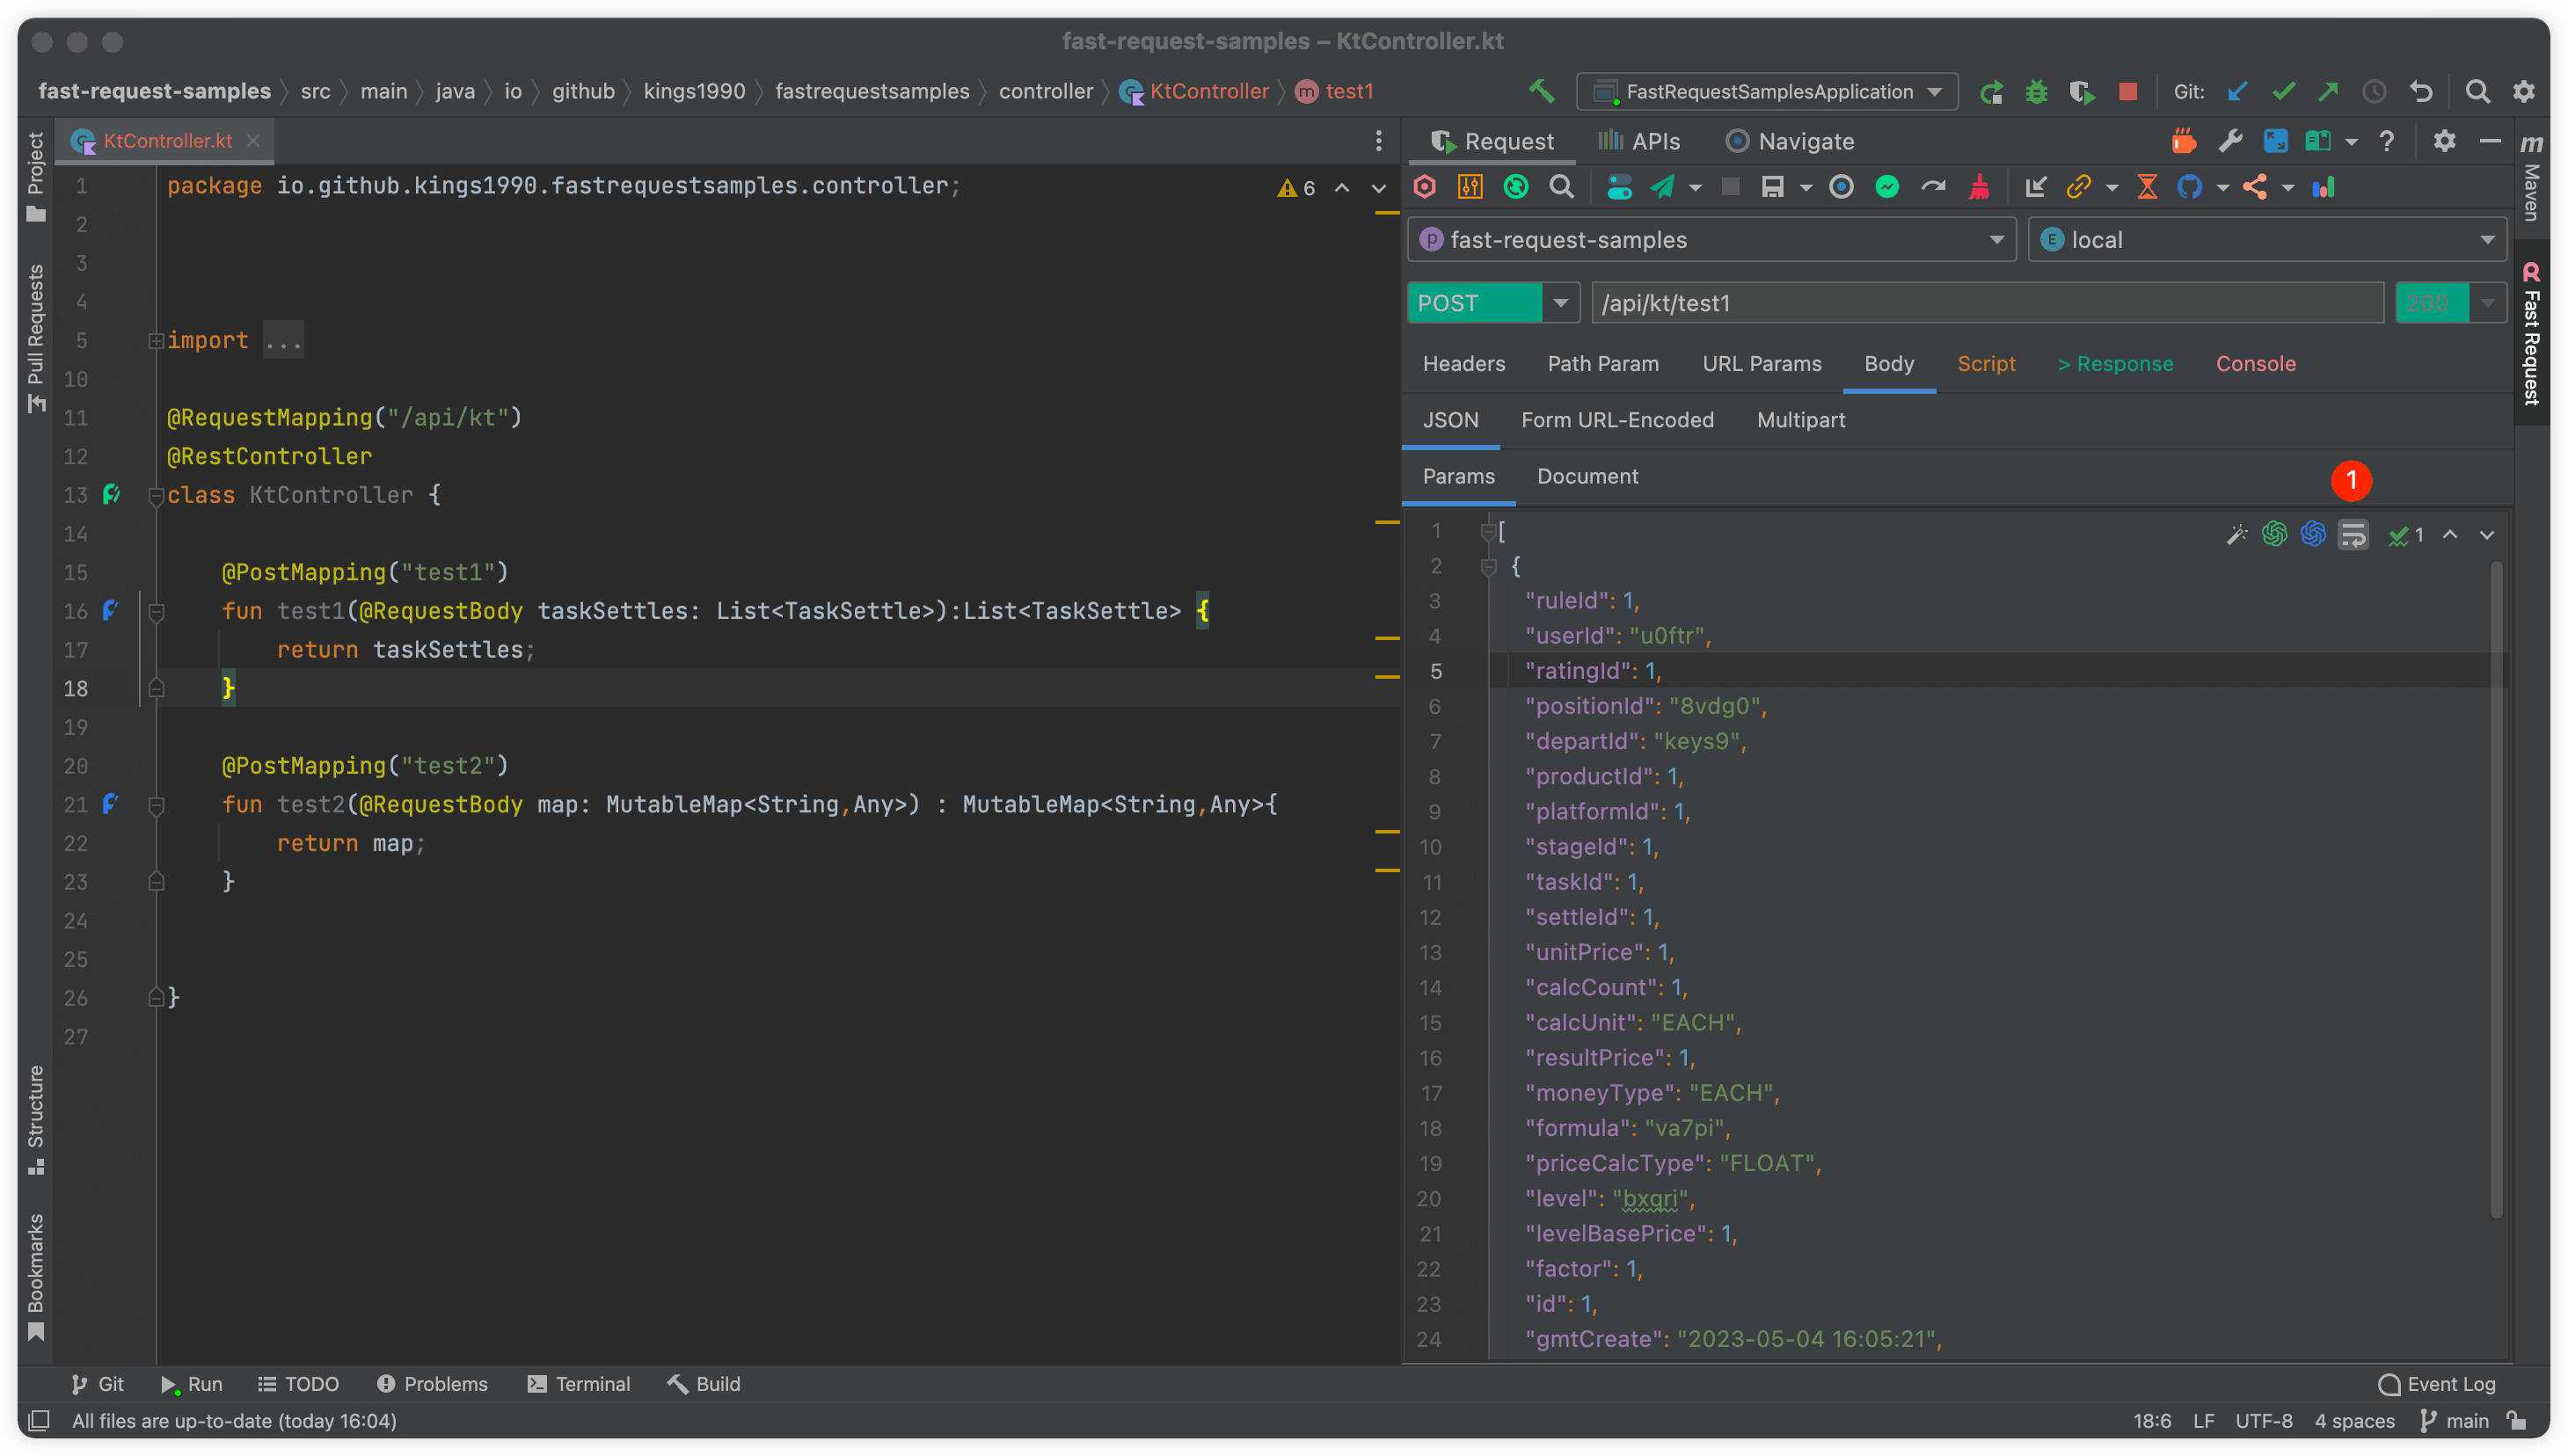 fast-request-samples – KtController.kt
fast-request-samples src main java io github kings1990 fastrequestsamples controller KtController m test1 FastRequestSamplesApplication Git:
Project
Pull Requests
Structure
Bookmarks
KtController.kt
6
1 package io.github.kings1990.fastrequestsamples.controller;
2
3
4
5 import ...
10
11 @RequestMapping("/api/kt")
12 @RestController
13 class KtController {
14
15 @PostMapping("test1")
16 fun test1(@RequestBody taskSettles: List<TaskSettle>):List<TaskSettle> {
17 return taskSettles;
18 }
19
20 @PostMapping("test2")
21 fun test2(@RequestBody map: MutableMap<String,Any>) : MutableMap<String,Any>{
22 return map;
23 }
24
25
26 }
27
Request APIs Navigate ?
p fast-request-samples E local
POST /api/kt/test1 200
Headers Path Param URL Params Body Script > Response Console
JSON Form URL-Encoded Multipart
Params Document
1
1
1 [
2 {
3 "ruleId": 1,
4 "userId": "u0ftr",
5 "ratingId": 1,
6 "positionId": "8vdg0",
7 "departId": "keys9",
8 "productId": 1,
9 "platformId": 1,
10 "stageId": 1,
11 "taskId": 1,
12 "settleId": 1,
13 "unitPrice": 1,
14 "calcCount": 1,
15 "calcUnit": "EACH",
16 "resultPrice": 1,
17 "moneyType": "EACH",
18 "formula": "va7pi",
19 "priceCalcType": "FLOAT",
20 "level": "bxqri",
21 "levelBasePrice": 1,
22 "factor": 1,
23 "id": 1,
24 "gmtCreate": "2023-05-04 16:05:21",
m Maven
R Fast Request
Git Run TODO Problems Terminal Build Event Log
All files are up-to-date (today 16:04) 18:6 LF UTF-8 4 spaces main